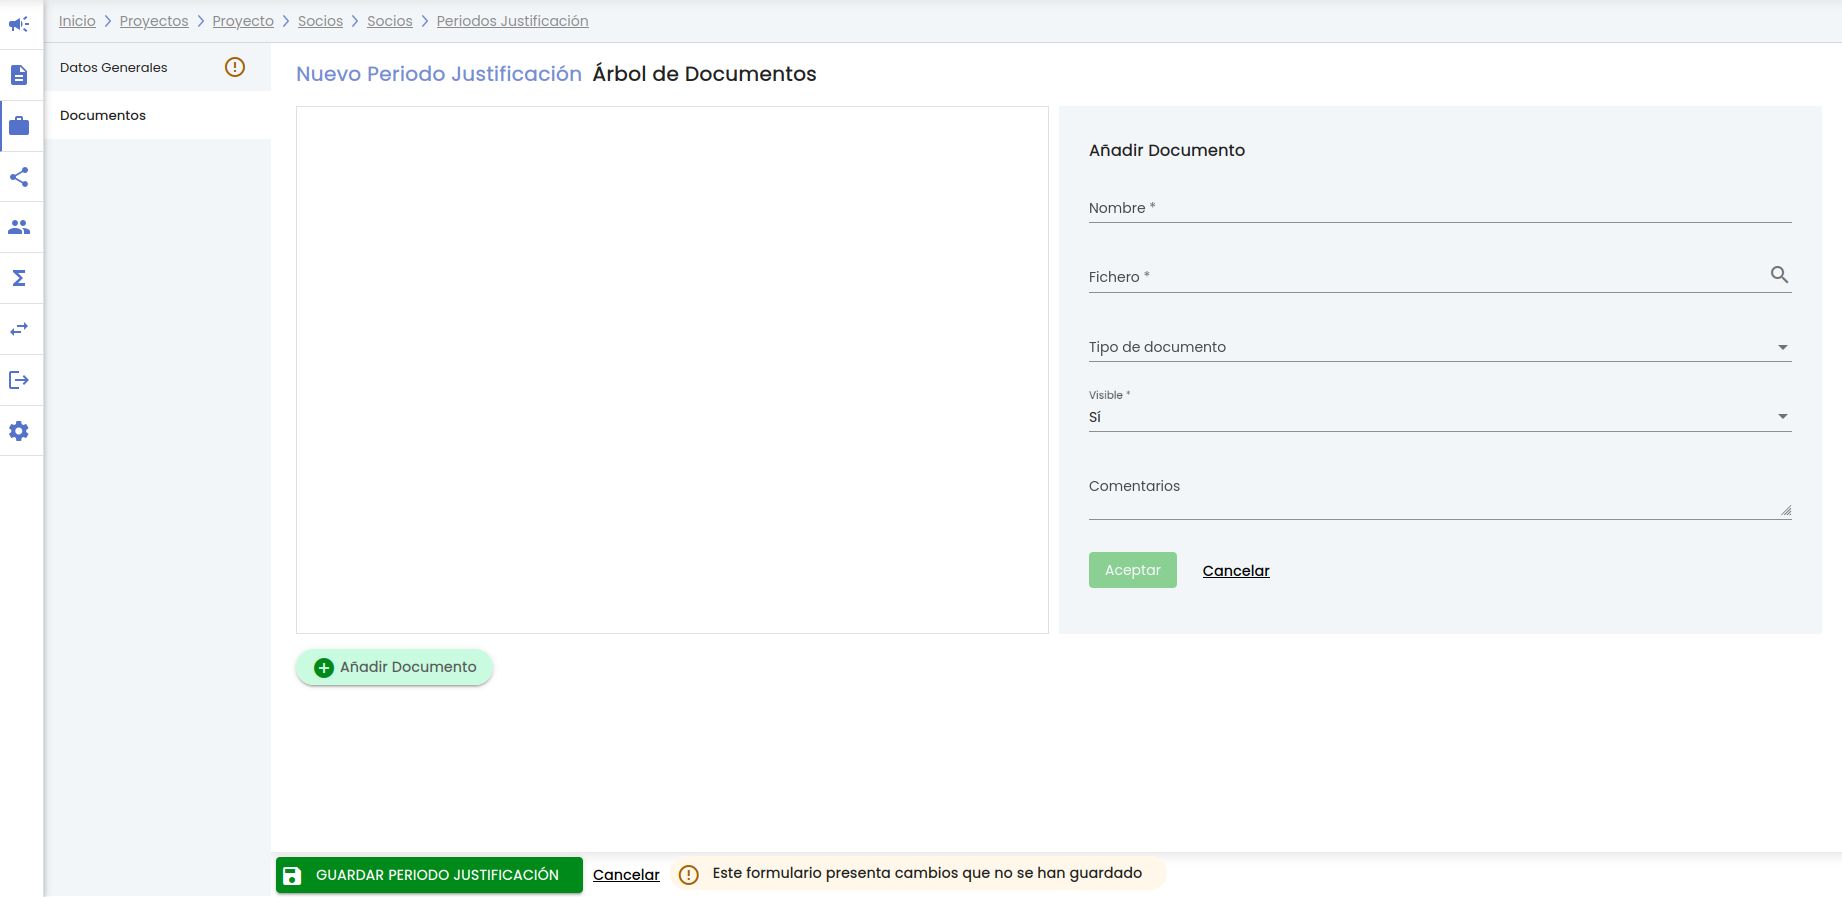 Inicio > Proyectos > Proyecto > Socios > Socios > Periodos Justificación
Datos Generales
Documentos
Nuevo Periodo Justificación Árbol de Documentos
Añadir Documento
Nombre *
Fichero *
Tipo de documento
Visible *
Sí
Comentarios
Aceptar Cancelar
Añadir Documento
GUARDAR PERIODO JUSTIFICACIÓN Cancelar Este formulario presenta cambios que no se han guardado